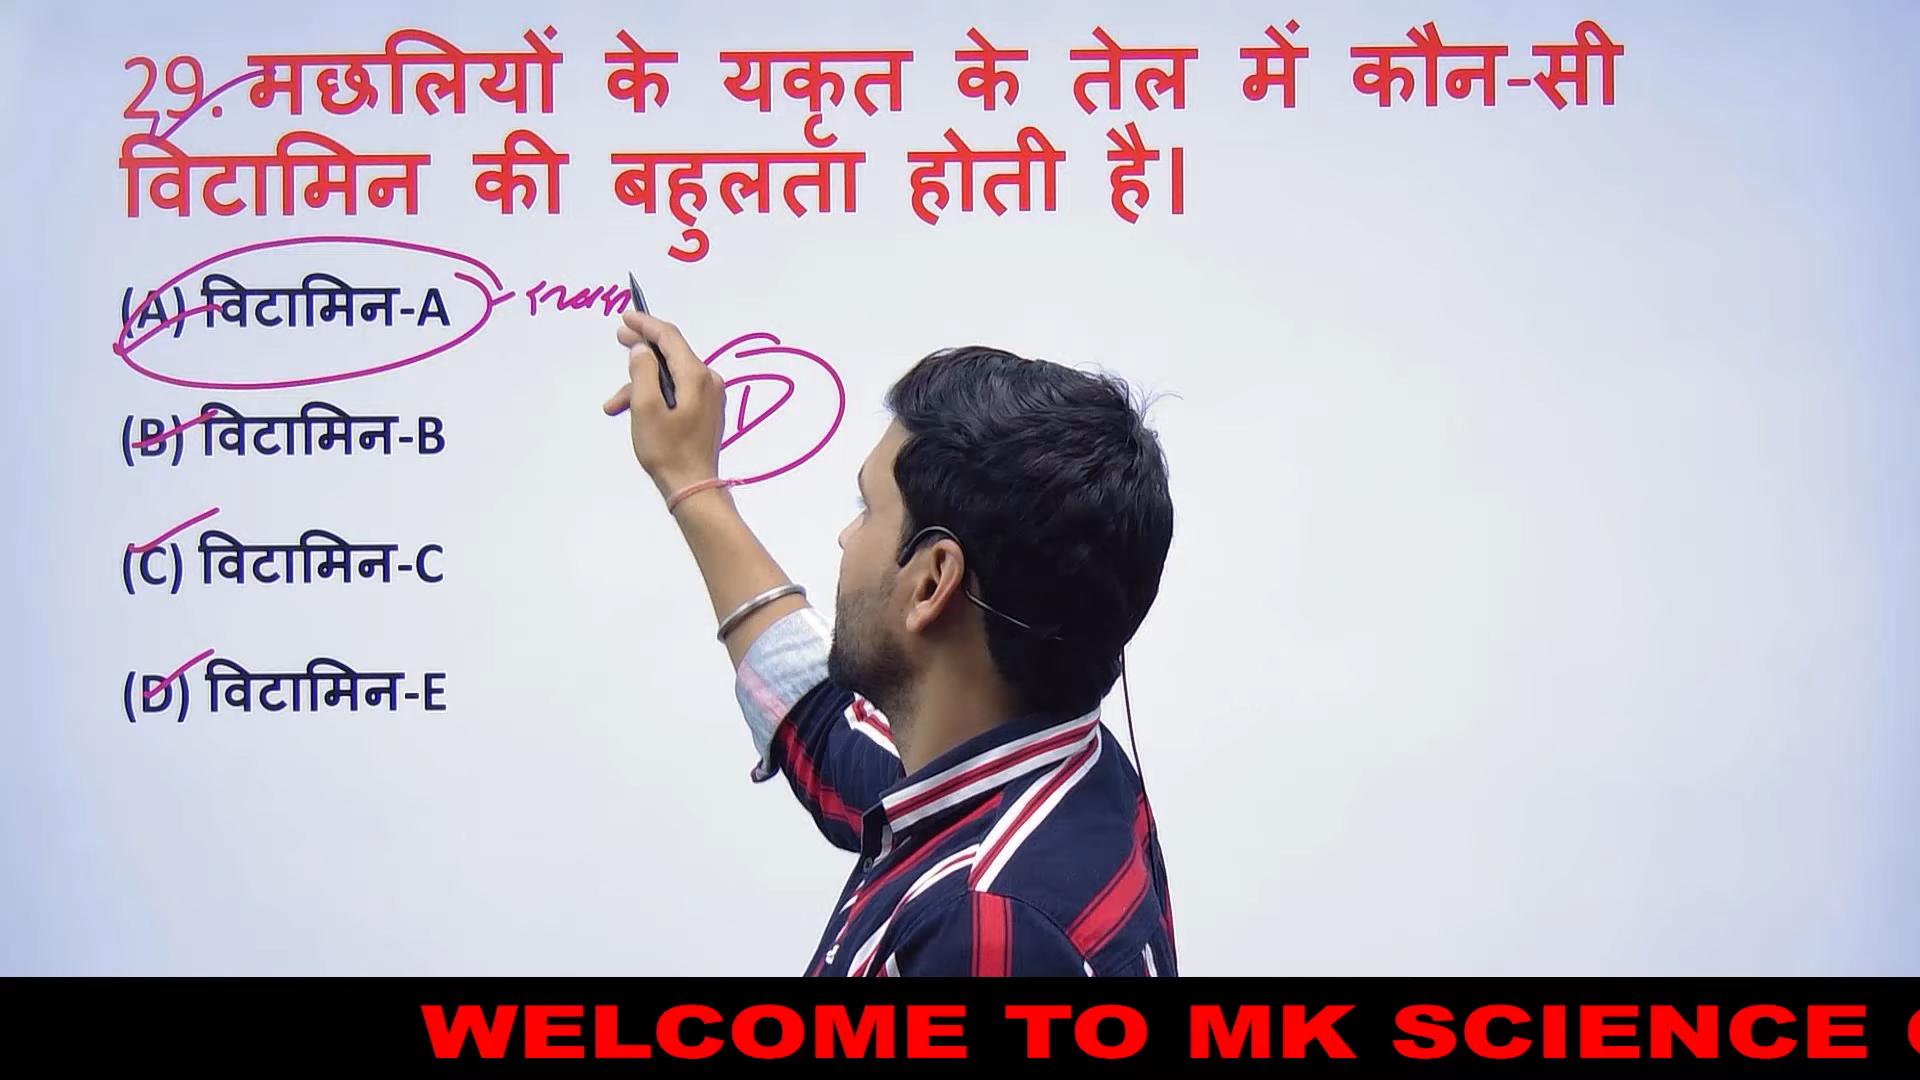 29. मछलियों के यकृत के तेल में कौन-सी
विटामिन की बहुलता होती है।
(A) विटामिन-A
(B) विटामिन-B
D
(C) विटामिन-C
(D) विटामिन-E
WELCOME TO MK SCIENCE